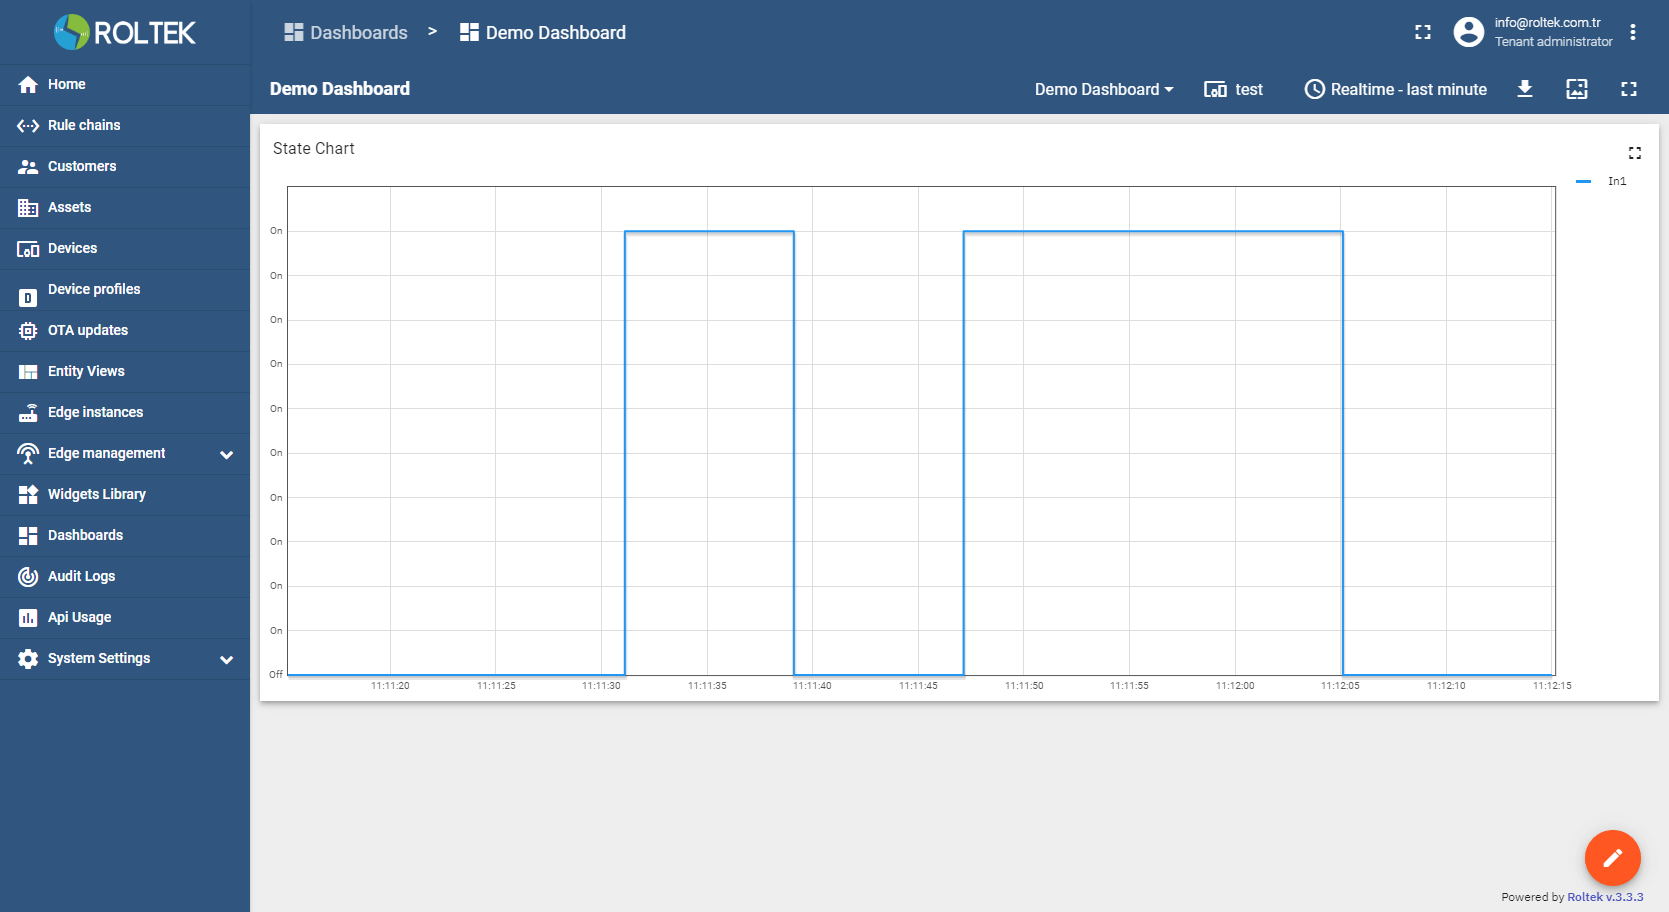 ROLTEK
Home
Rule chains
Customers
Assets
Devices
D
Device profiles
OTA updates
Entity Views
Edge instances
Edge management
Widgets Library
Dashboards
Audit Logs
Api Usage
System Settings
Dashboards > Demo Dashboard
info@roltek.com.tr
Tenant administrator
Demo Dashboard
Demo Dashboard
test
Realtime - last minute
State Chart
In1
On
On
On
On
On
On
On
On
On
On
Off
11:11:20 11:11:25 11:11:30 11:11:35 11:11:40 11:11:45 11:11:50 11:11:55 11:12:00 11:12:05 11:12:10 11:12:15
Powered by Roltek v.3.3.3